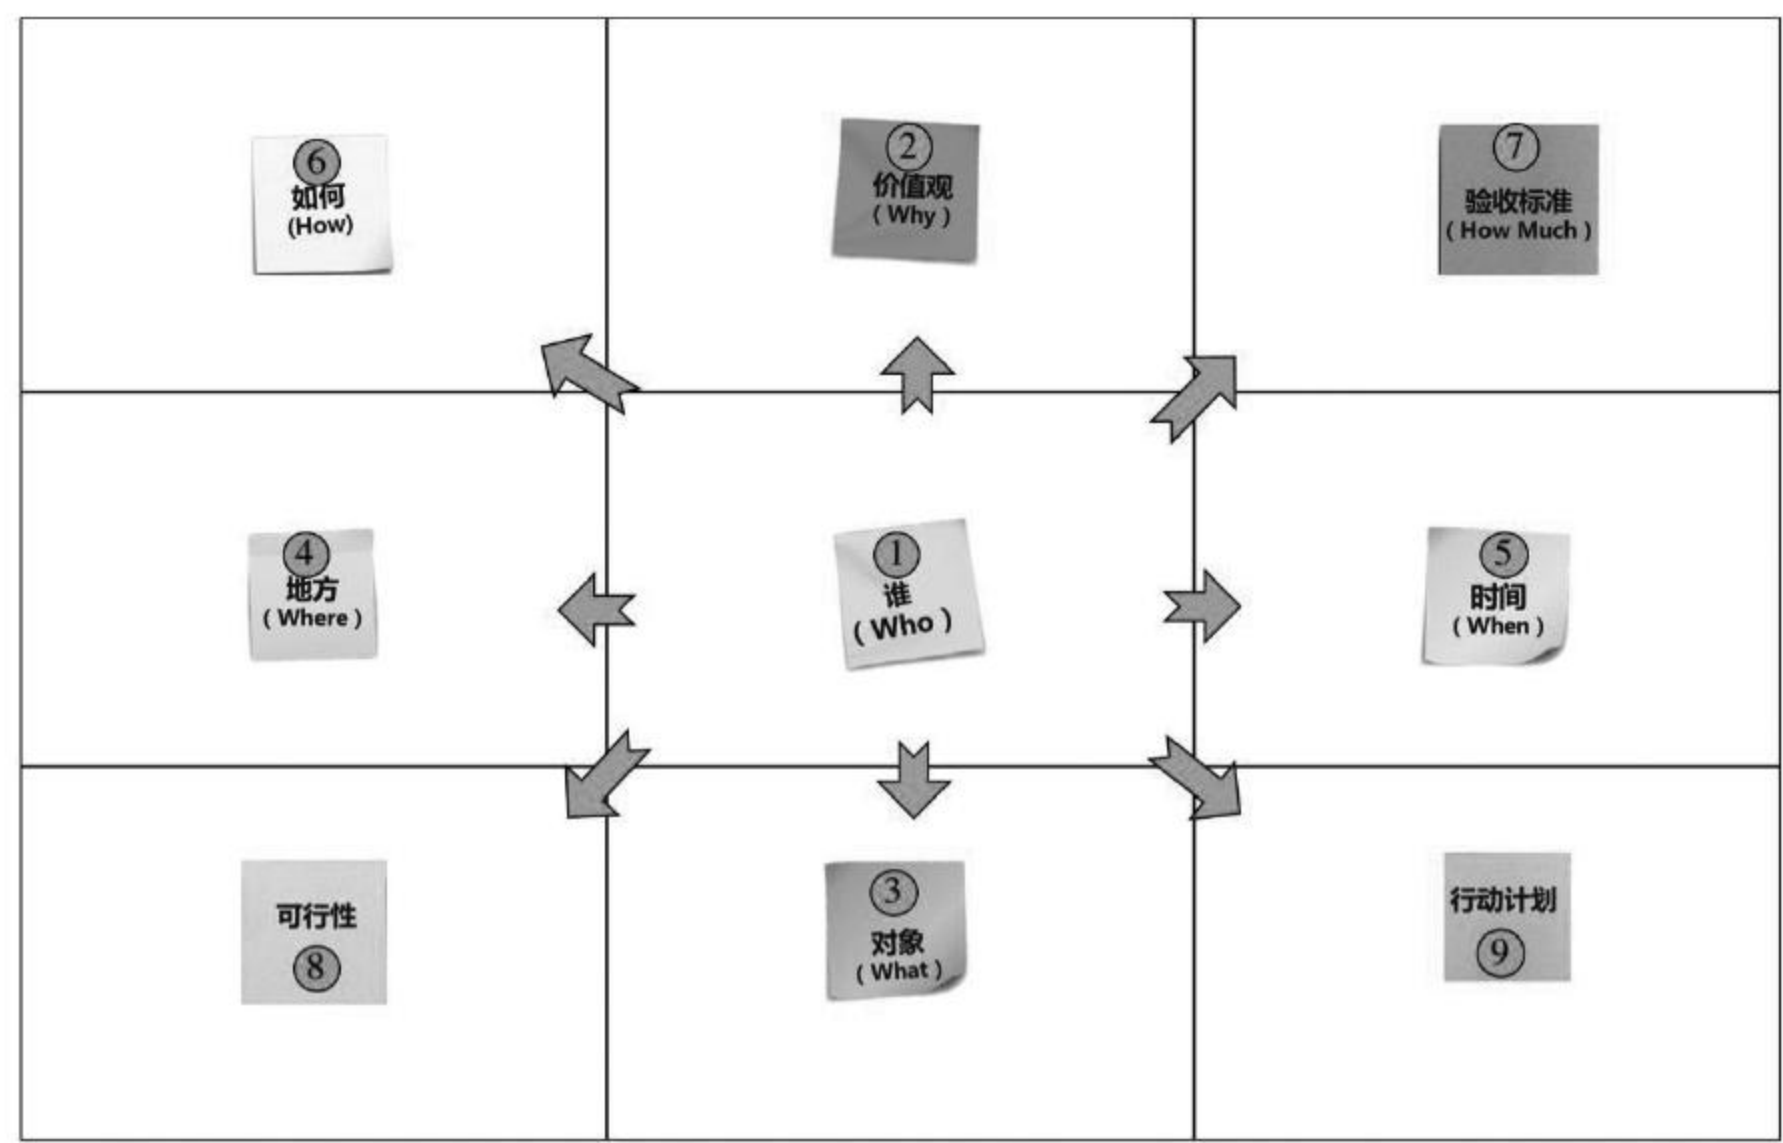 ⑥
如何
(How)
②
价值观
( Why )
⑦
验收标准
( How Much )
④
地方
( Where )
①
谁
( Who )
⑤
时间
( When )
可行性
⑧
③
对象
( What )
行动计划
⑨